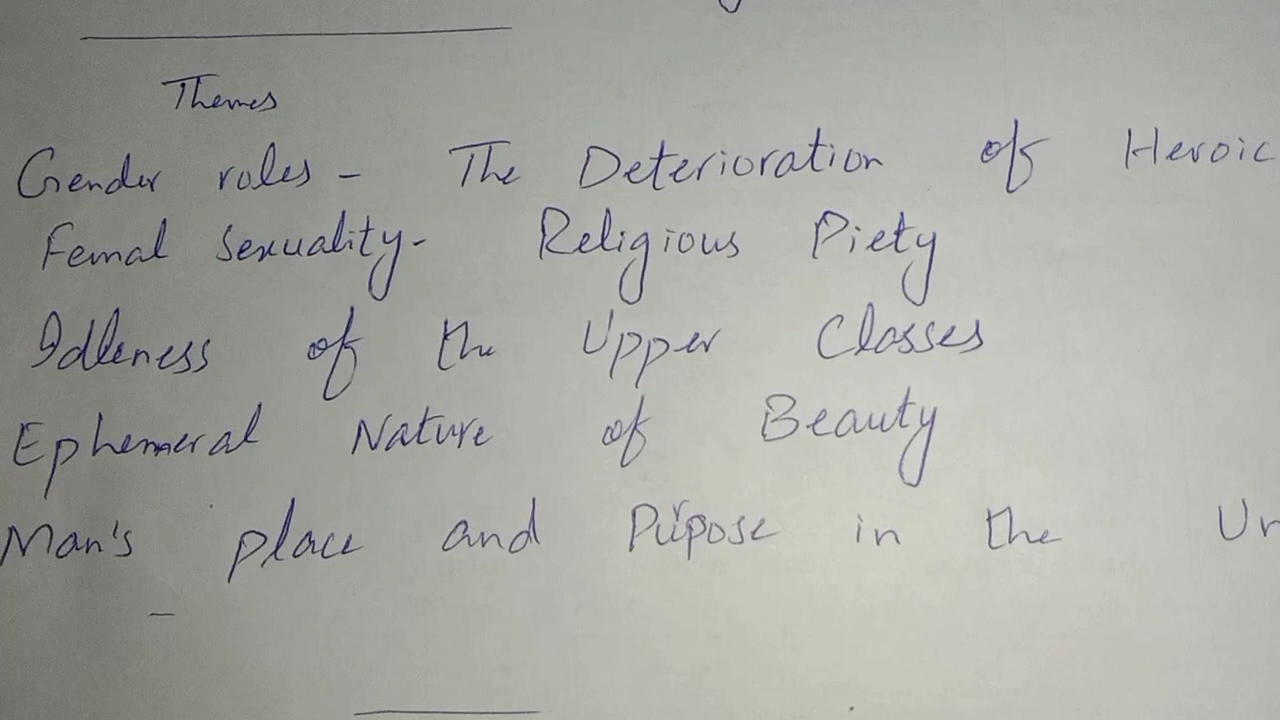 Themes
Gender roles - The Deterioration of Heroic
Femal Sexuality- Religious Piety
Idleness of the Upper Classes
Ephemeral Nature of Beauty
Man's place and Purpose in the Un